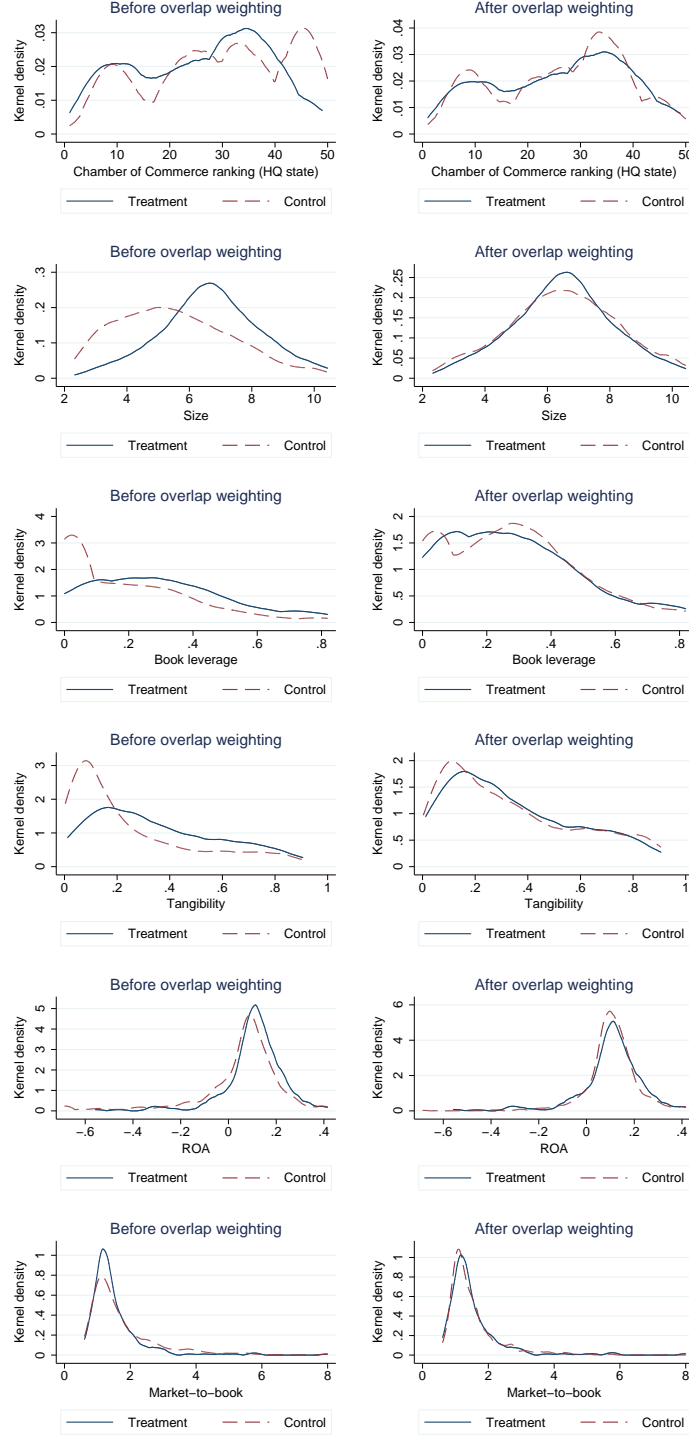 Before overlap weighting
After overlap weighting
Kernel density
0 .01 .02 .03
0 10 20 30 40 50
Chamber of Commerce ranking (HQ state)
Treatment Control
Kernel density
0 .01 .02 .03 .04
0 10 20 30 40 50
Chamber of Commerce ranking (HQ state)
Treatment Control
Before overlap weighting
After overlap weighting
Kernel density
0 .1 .2 .3
2 4 6 8 10
Size
Treatment Control
Kernel density
0 .05 .1 .15 .2 .25
2 4 6 8 10
Size
Treatment Control
Before overlap weighting
After overlap weighting
Kernel density
0 1 2 3 4
0 .2 .4 .6 .8
Book leverage
Treatment Control
Kernel density
0 .5 1 1.5 2
0 .2 .4 .6 .8
Book leverage
Treatment Control
Before overlap weighting
After overlap weighting
Kernel density
0 1 2 3
0 .2 .4 .6 .8 1
Tangibility
Treatment Control
Kernel density
0 .5 1 1.5 2
0 .2 .4 .6 .8 1
Tangibility
Treatment Control
Before overlap weighting
After overlap weighting
Kernel density
0 1 2 3 4 5
−.6 −.4 −.2 0 .2 .4
ROA
Treatment Control
Kernel density
0 2 4 6
−.6 −.4 −.2 0 .2 .4
ROA
Treatment Control
Before overlap weighting
After overlap weighting
Kernel density
0 .2 .4 .6 .8 1
0 2 4 6 8
Market−to−book
Treatment Control
Kernel density
0 .2 .4 .6 .8 1
0 2 4 6 8
Market−to−book
Treatment Control